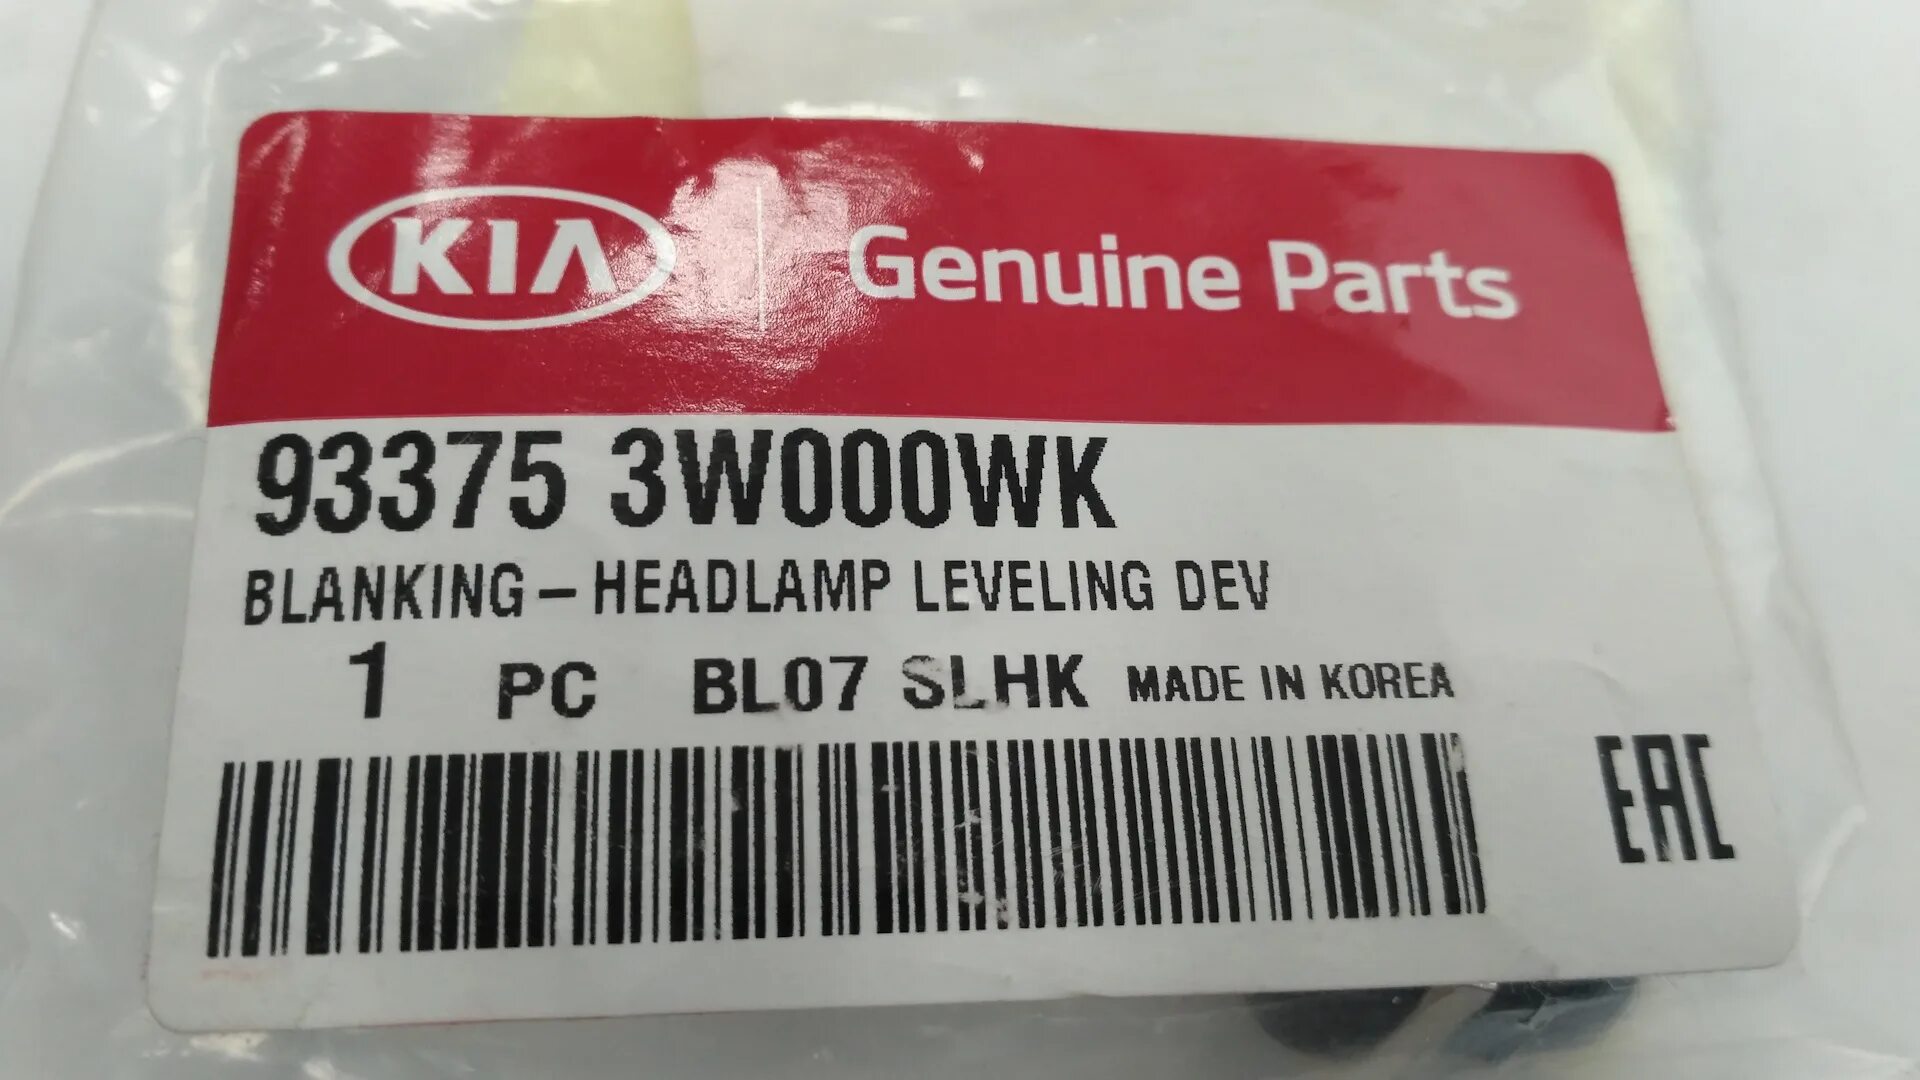 KIA Genuine Parts
93375 3W000WK
BLANKING-HEADLAMP LEVELING DEV
1 PC BL07 SLHK MADE IN KOREA
EAC